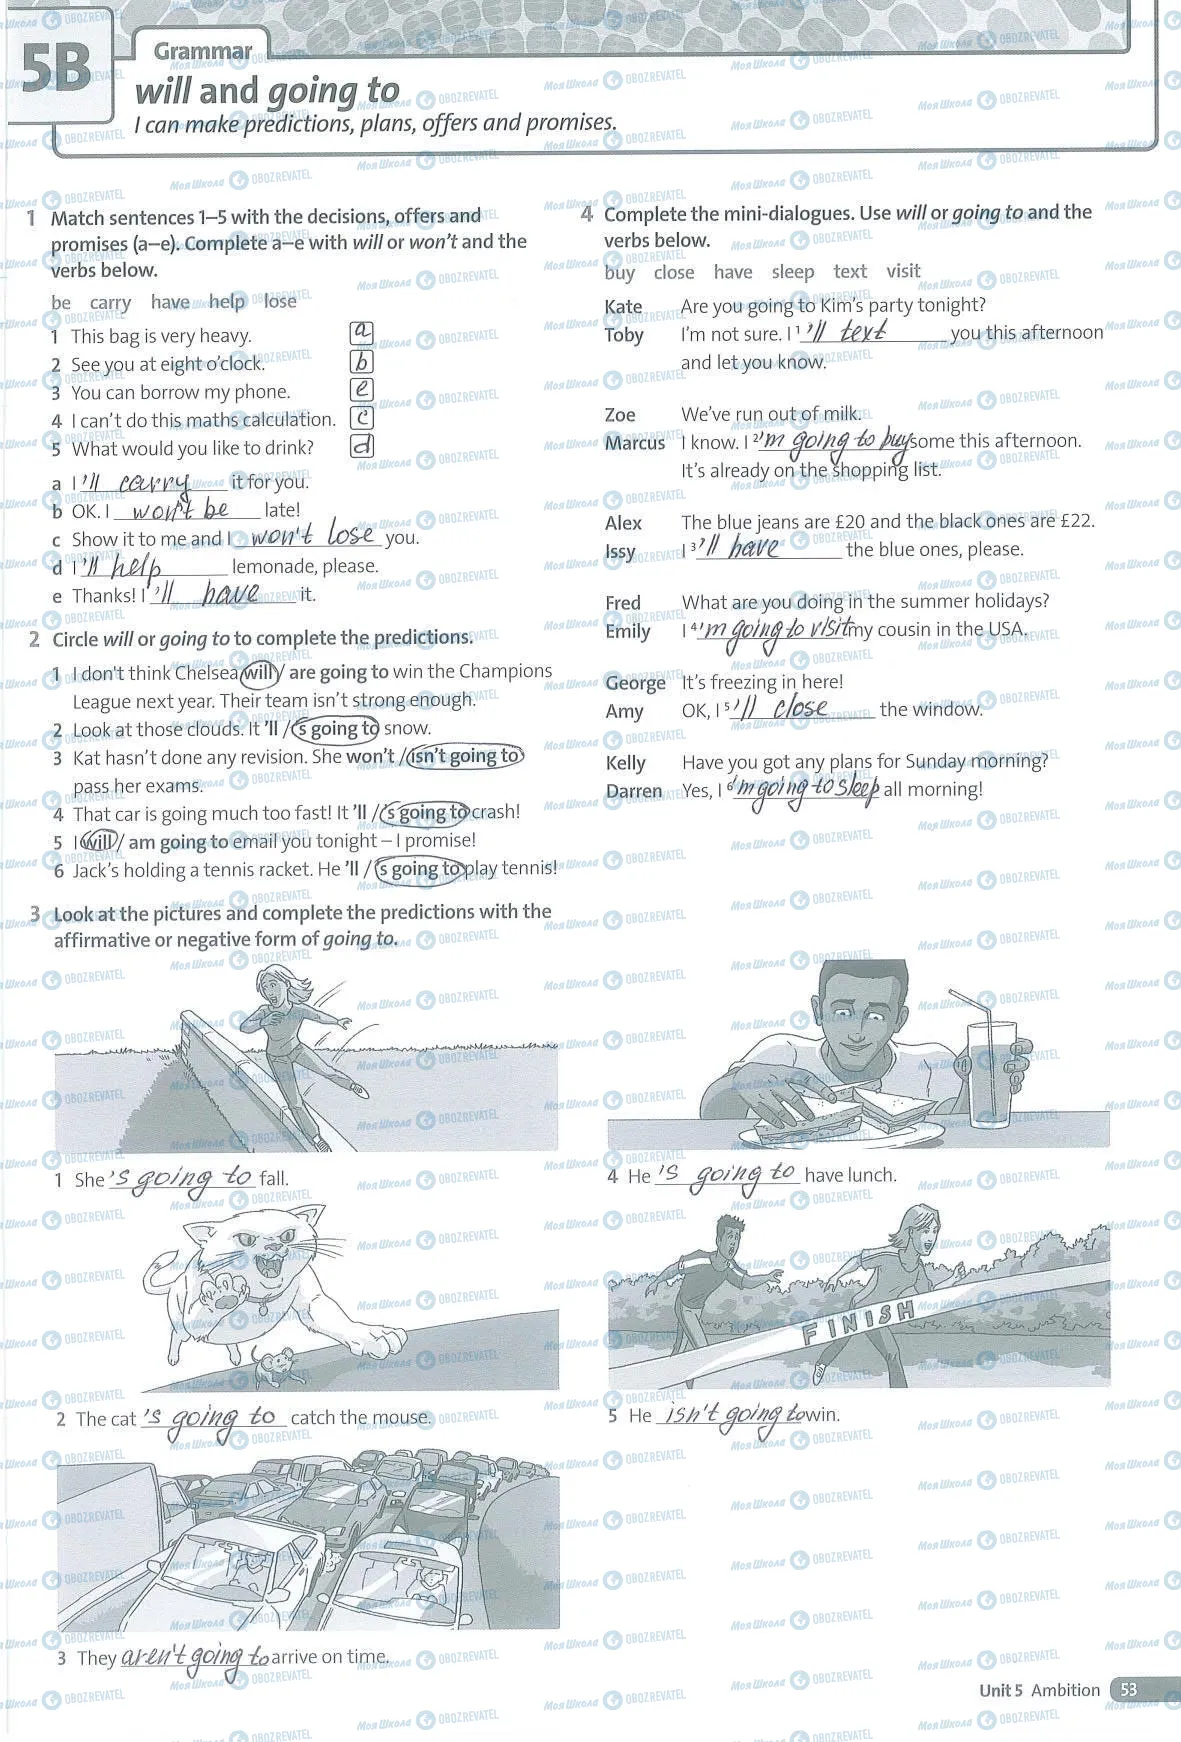 5B
Grammar
will and going to
I can make predictions, plans, offers and promises.
1 Match sentences 1–5 with the decisions, offers and
promises (a–e). Complete a–e with will or won't and the
verbs below.
be carry have help lose
1 This bag is very heavy. a
2 See you at eight o'clock. b
3 You can borrow my phone. e
4 I can't do this maths calculation. c
5 What would you like to drink? d
a I 'll carry it for you.
b OK. I won't be late!
c Show it to me and I won't lose you.
d I 'll help lemonade, please.
e Thanks! I 'll have it.
2 Circle will or going to to complete the predictions.
1 I don't think Chelsea will / are going to win the Champions
League next year. Their team isn't strong enough.
2 Look at those clouds. It 'll / 's going to snow.
3 Kat hasn't done any revision. She won't / isn't going to
pass her exams.
4 That car is going much too fast! It 'll / 's going to crash!
5 I will / am going to email you tonight – I promise!
6 Jack's holding a tennis racket. He 'll / 's going to play tennis!
3 Look at the pictures and complete the predictions with the
affirmative or negative form of going to.
1 She 's going to fall.
2 The cat 's going to catch the mouse.
3 They aren't going to arrive on time.
4 Complete the mini-dialogues. Use will or going to and the
verbs below.
buy close have sleep text visit
Kate Are you going to Kim's party tonight?
Toby I'm not sure. I 1 'll text you this afternoon
and let you know.
Zoe We've run out of milk.
Marcus I know. I 2 'm going to buy some this afternoon.
It's already on the shopping list.
Alex The blue jeans are £20 and the black ones are £22.
Issy I 3 'll have the blue ones, please.
Fred What are you doing in the summer holidays?
Emily I 4 'm going to visit my cousin in the USA.
George It's freezing in here!
Amy OK, I 5 'll close the window.
Kelly Have you got any plans for Sunday morning?
Darren Yes, I 6 'm going to sleep all morning!
4 He 's going to have lunch.
FINISH
5 He isn't going to win.
Unit 5 Ambition 53
Моя Школа OBOZREVATEL